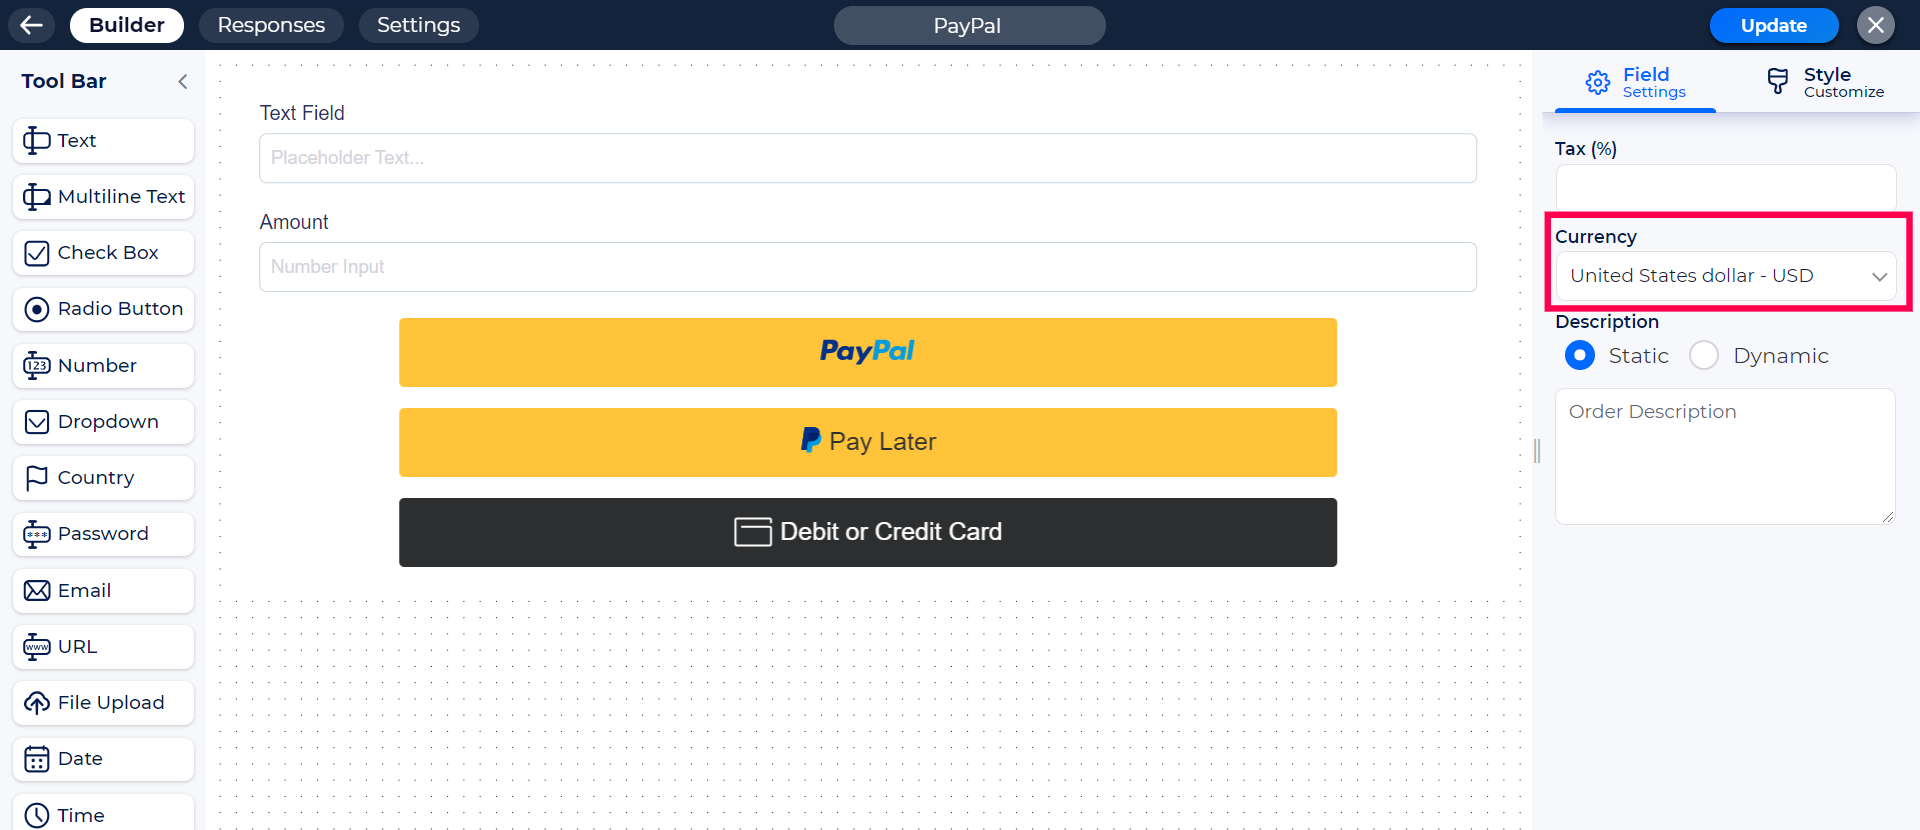 Builder
Responses
Settings
PayPal
Update
Tool Bar
Text
Multiline Text
Check Box
Radio Button
123
Number
Dropdown
Country
***
Password
Email
www
URL
File Upload
Date
Time
Text Field
Placeholder Text...
Amount
Number Input
PayPal
Pay Later
Debit or Credit Card
Field
Settings
Style
Customize
Tax (%)
Currency
United States dollar - USD
Description
Static
Dynamic
Order Description